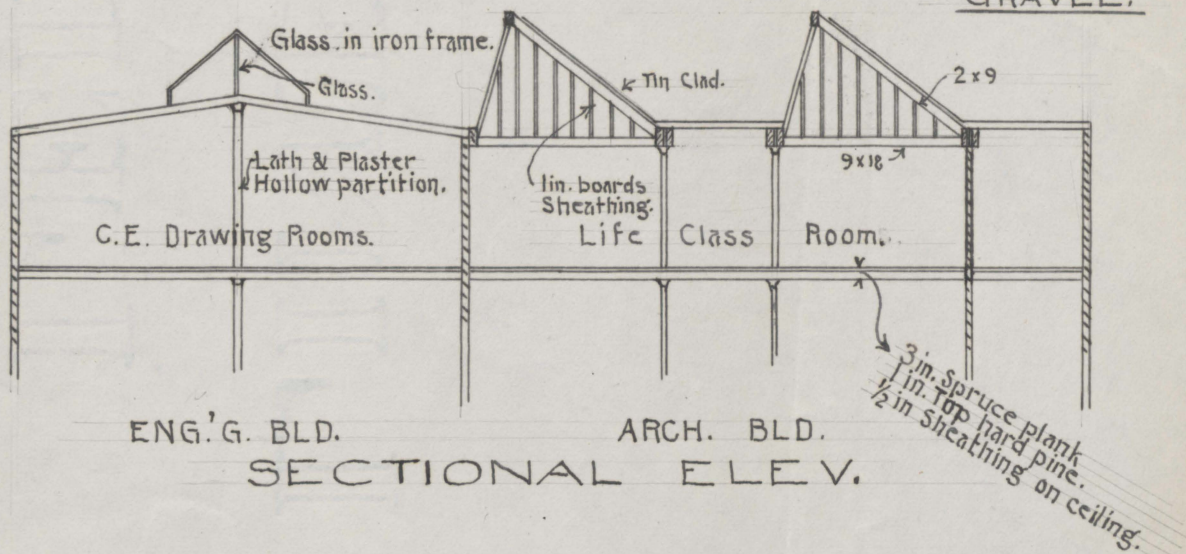 GRAVEL.
Glass in iron frame.
Glass.
Tin Clad.
2 x 9
Lath & Plaster
Hollow partition.
1in. boards
Sheathing.
9 x 18
C.E. Drawing Rooms.
Life Class Room.
3 in. Spruce plank
1 in. Top hard pine.
1/2 in Sheathing on ceiling.
ENG.'G. BLD.
ARCH. BLD.
SECTIONAL ELEV.